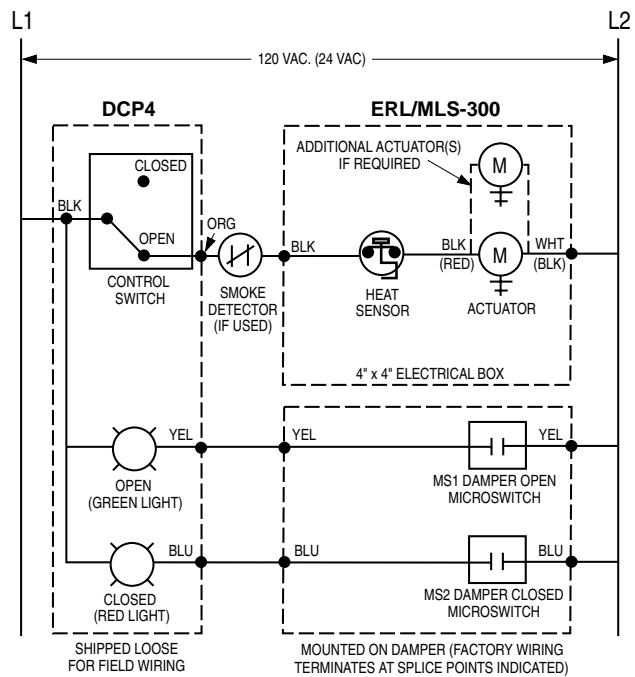 L1
L2
120 VAC. (24 VAC)
DCP4
ERL/MLS-300
ADDITIONAL ACTUATOR(S)
IF REQUIRED
M
CLOSED
BLK
OPEN
ORG
CONTROL
SWITCH
SMOKE
DETECTOR
(IF USED)
BLK
HEAT
SENSOR
BLK
(RED)
M
WHT
(BLK)
ACTUATOR
4" x 4" ELECTRICAL BOX
OPEN
(GREEN LIGHT)
YEL
YEL
YEL
MS1 DAMPER OPEN
MICROSWITCH
CLOSED
(RED LIGHT)
BLU
BLU
BLU
MS2 DAMPER CLOSED
MICROSWITCH
SHIPPED LOOSE
FOR FIELD WIRING
MOUNTED ON DAMPER (FACTORY WIRING
TERMINATES AT SPLICE POINTS INDICATED)